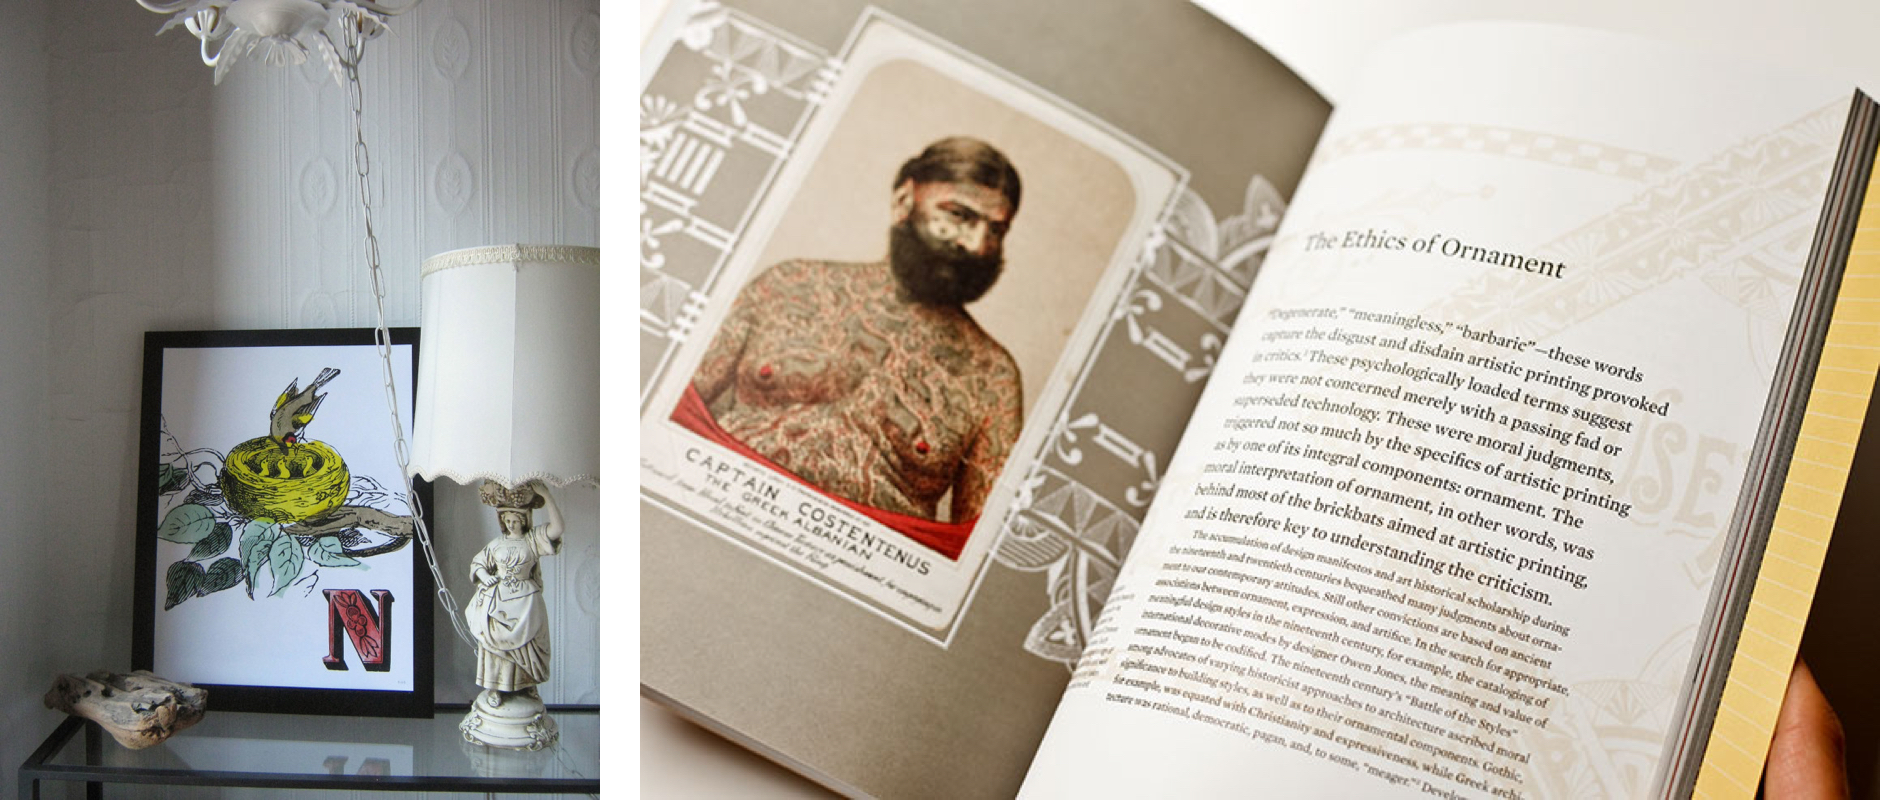 N
CAPTAIN COSTENTENUS
THE GREEK ALBANIAN
The Ethics of Ornament
“Degenerate,” “meaningless,” “barbaric”—these words
capture the disgust and disdain artistic printing provoked
in critics.¹ These psychologically loaded terms suggest
they were not concerned merely with a passing fad or
superseded technology. These were moral judgments,
triggered not so much by the specifics of artistic printing
as by one of its integral components: ornament. The
moral interpretation of ornament, in other words, was
behind most of the brickbats aimed at artistic printing,
and is therefore key to understanding the criticism.
The accumulation of design manifestos and art historical scholarship during
the nineteenth and twentieth centuries bequeathed many judgments about orna-
ment to our contemporary attitudes. Still other convictions are based on ancient
associations between ornament, expression, and artifice. In the search for appropriate,
meaningful design styles in the nineteenth century, for example, the cataloging of
international decorative modes by designer Owen Jones, the meaning and value of
ornament began to be codified. The nineteenth century’s “Battle of the Styles”
among advocates of varying historicist approaches to architecture ascribed moral
significance to building styles, as well as to their ornamental components. Gothic,
for example, was equated with Christianity and expressiveness, while Greek archi-
tecture was rational, democratic, pagan, and, to some, “meager.”²